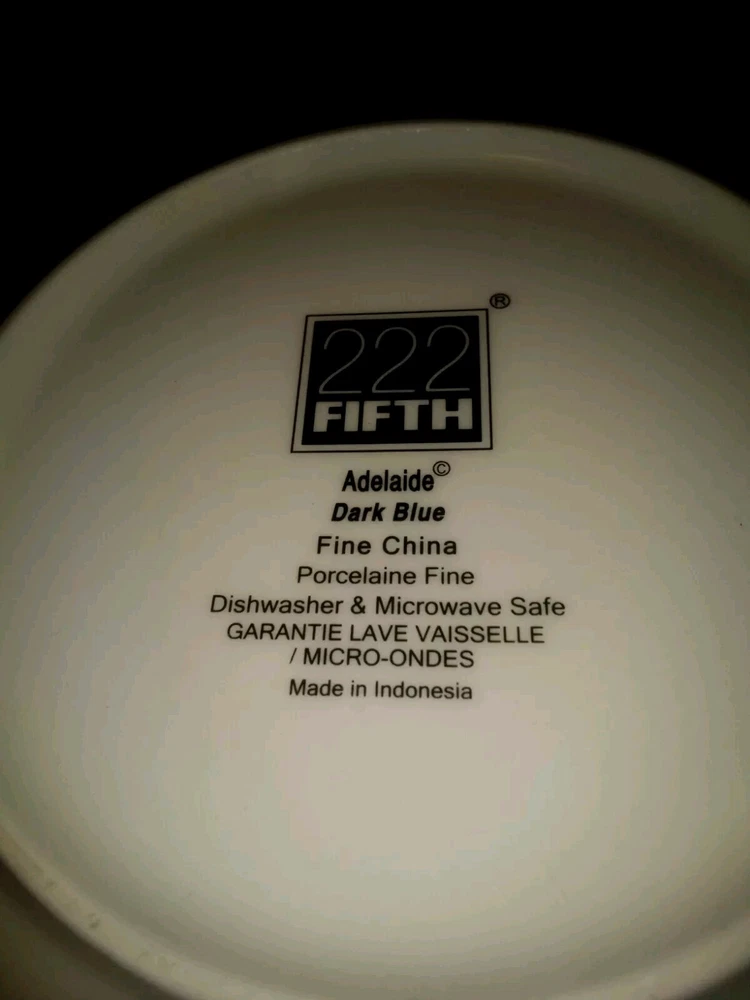 222
FIFTH
®
Adelaide©
Dark Blue
Fine China
Porcelaine Fine
Dishwasher & Microwave Safe
GARANTIE LAVE VAISSELLE
/ MICRO-ONDES
Made in Indonesia